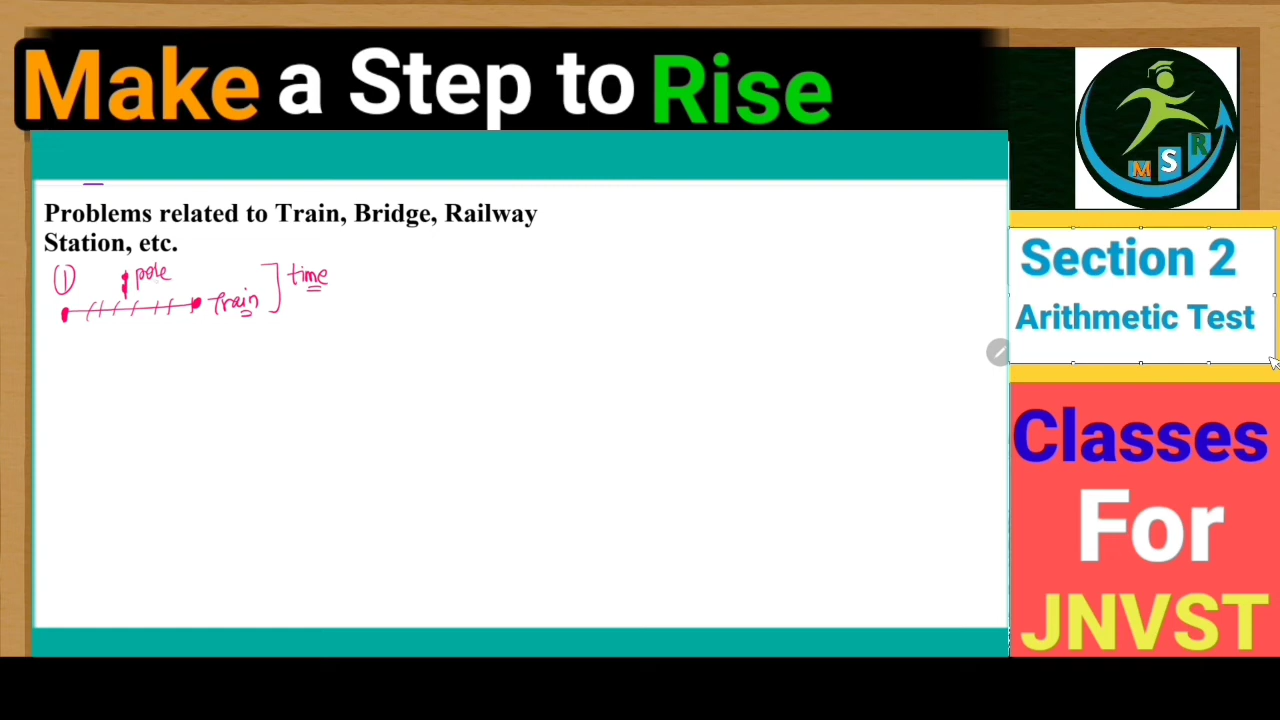 Make a Step to Rise
M S R
Problems related to Train, Bridge, Railway
Station, etc.
① pole
Train
time
Section 2
Arithmetic Test
Classes
For
JNVST